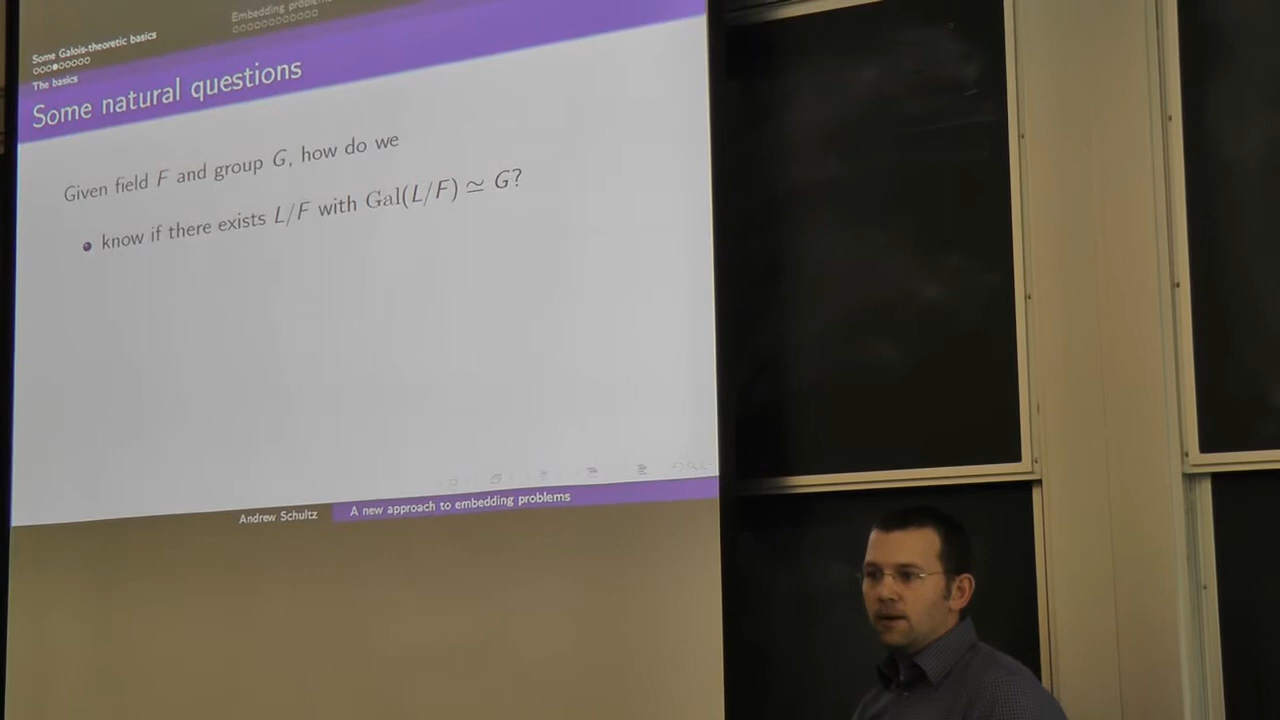 Some Galois-theoretic basics
The basics
Some natural questions
Given field F and group G, how do we
know if there exists L/F with Gal(L/F) ≃ G?
Andrew Schultz
A new approach to embedding problems